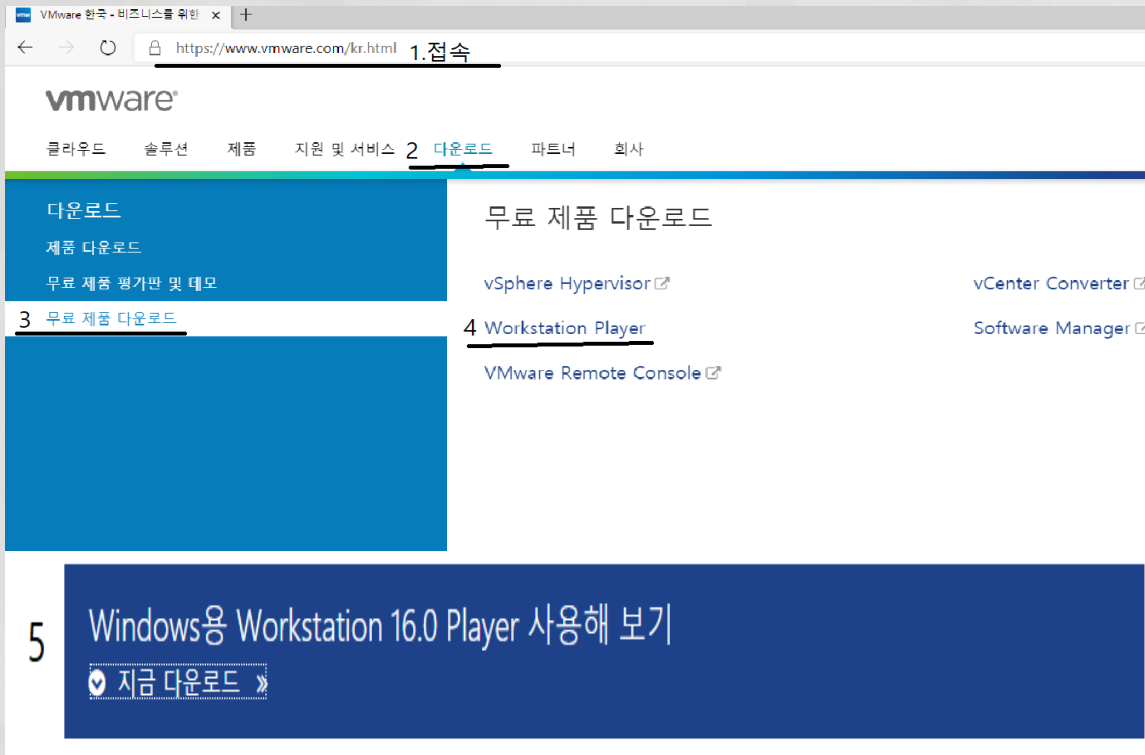 VMware 한국 - 비즈니스를 위한
https://www.vmware.com/kr.html 1.접속
vmware®
클라우드 솔루션 제품 지원 및 서비스 2 다운로드 파트너 회사
다운로드
제품 다운로드
무료 제품 평가판 및 데모
3 무료 제품 다운로드
무료 제품 다운로드
vSphere Hypervisor vCenter Converter
4 Workstation Player Software Manager
VMware Remote Console
5
Windows용 Workstation 16.0 Player 사용해 보기
지금 다운로드 »